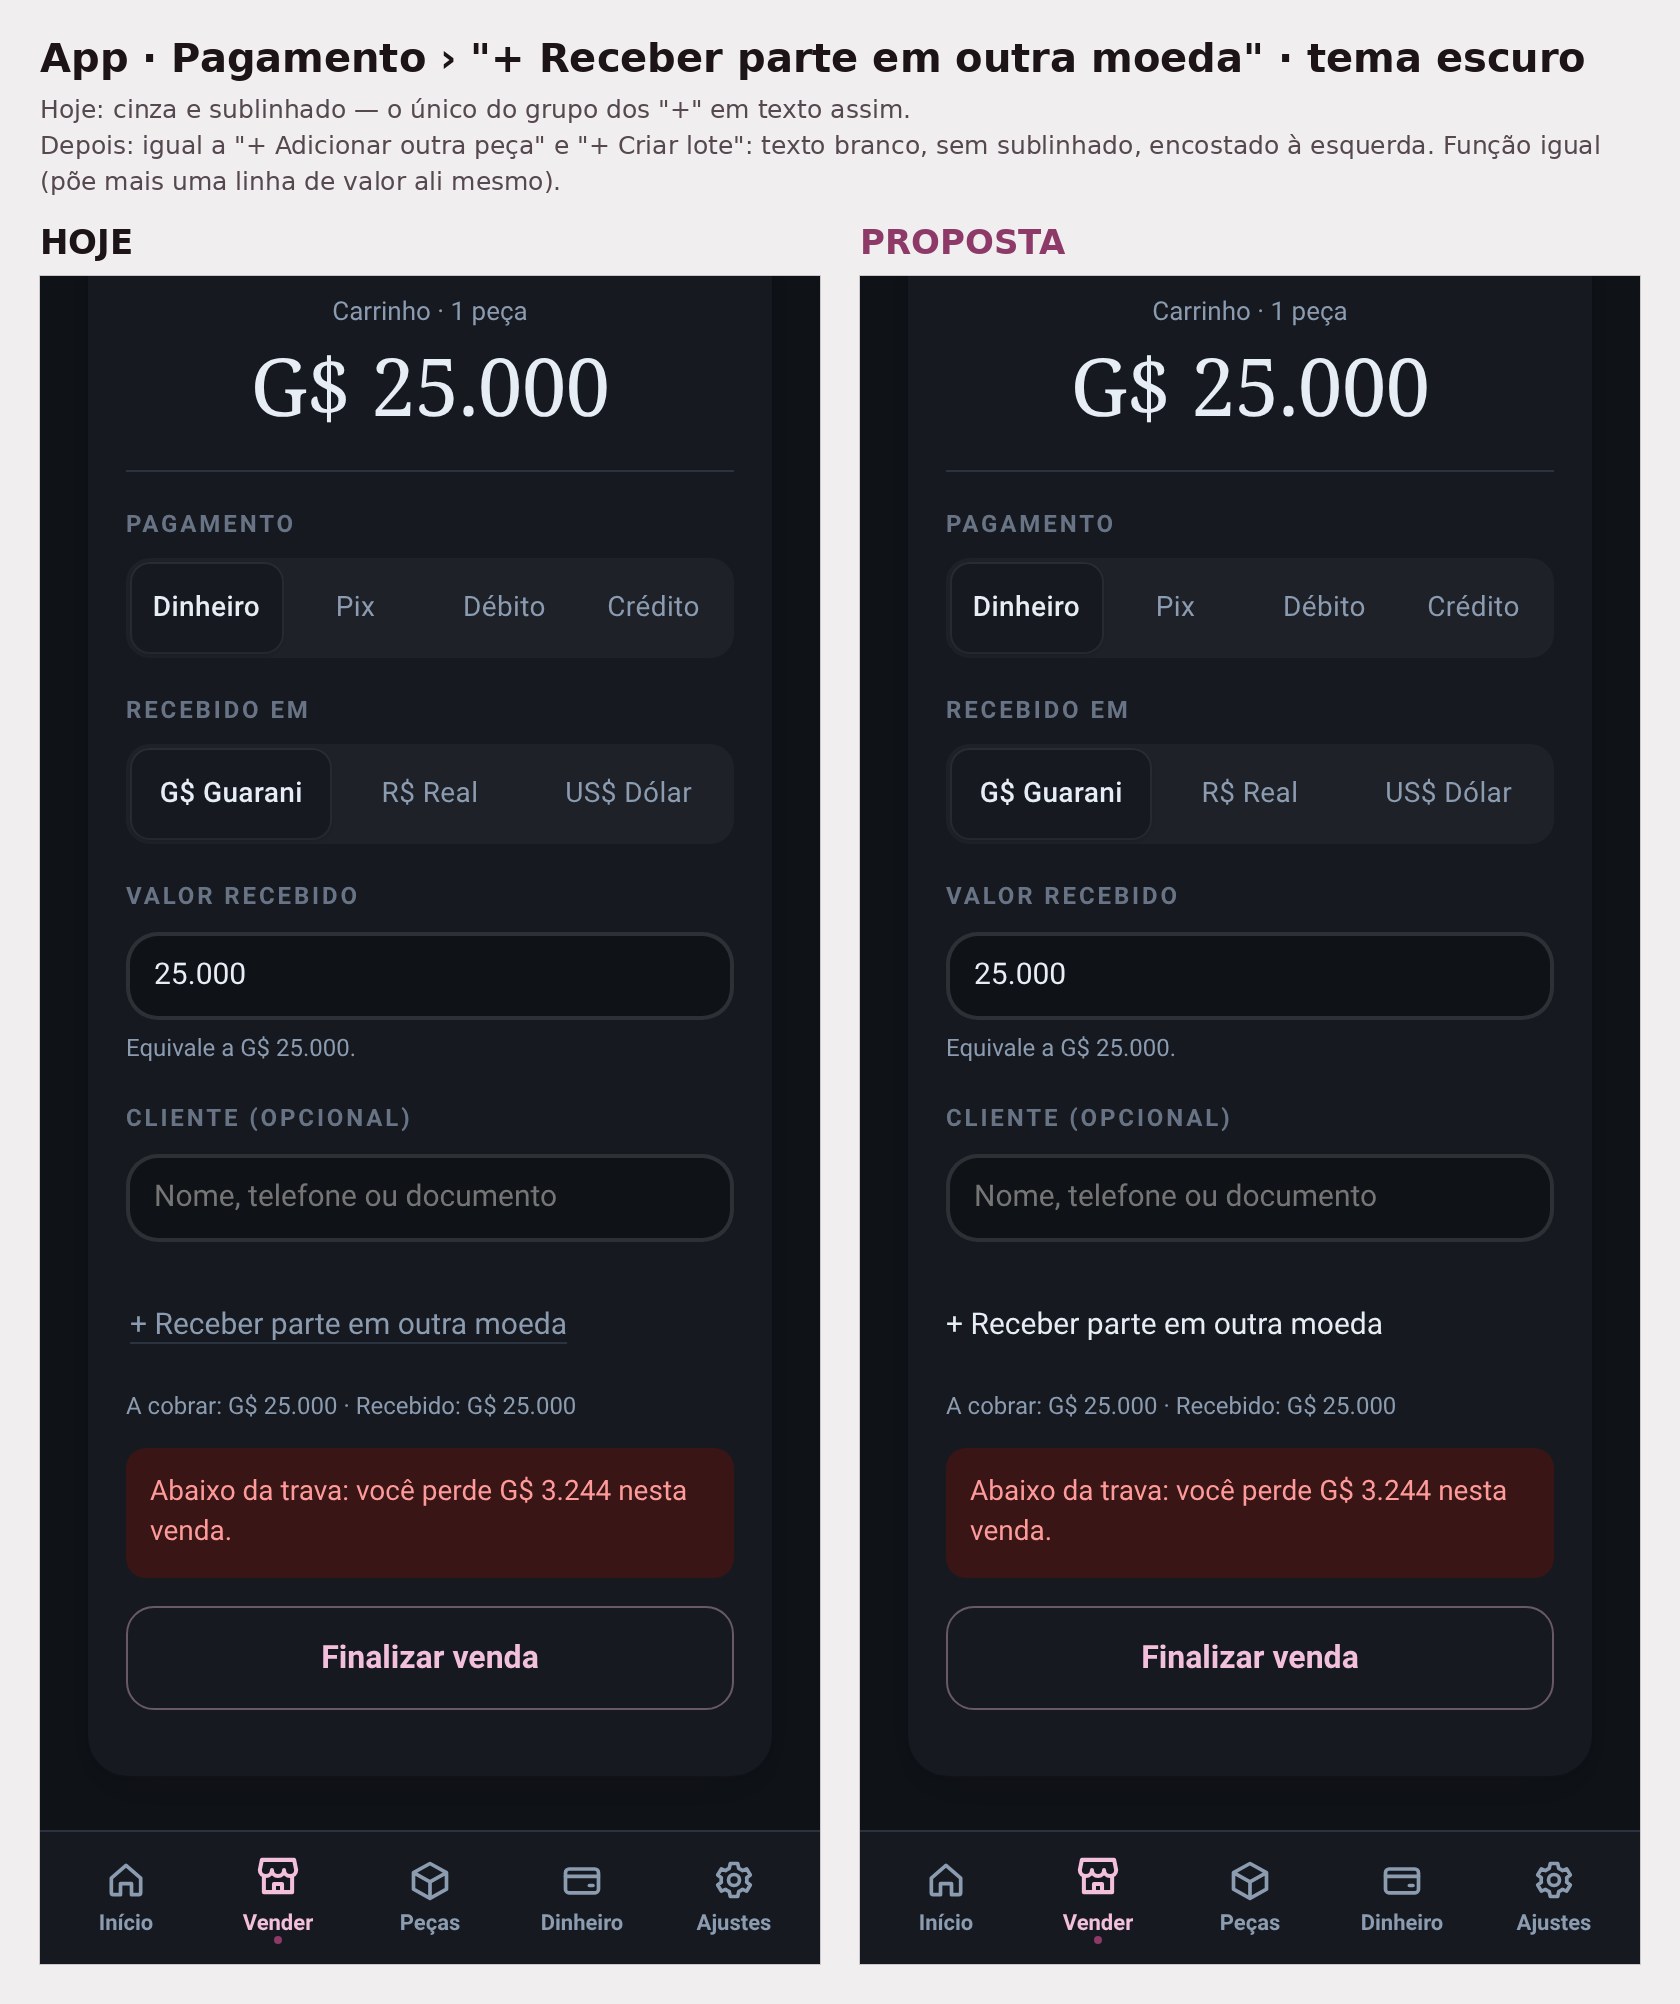 App · Pagamento › "+ Receber parte em outra moeda" · tema escuro
Hoje: cinza e sublinhado — o único do grupo dos "+" em texto assim.
Depois: igual a "+ Adicionar outra peça" e "+ Criar lote": texto branco, sem sublinhado, encostado à esquerda. Função igual
(põe mais uma linha de valor ali mesmo).
HOJE
Carrinho · 1 peça
G$ 25.000
PAGAMENTO
Dinheiro Pix Débito Crédito
RECEBIDO EM
G$ Guarani R$ Real US$ Dólar
VALOR RECEBIDO
25.000
Equivale a G$ 25.000.
CLIENTE (OPCIONAL)
Nome, telefone ou documento
+ Receber parte em outra moeda
A cobrar: G$ 25.000 · Recebido: G$ 25.000
Abaixo da trava: você perde G$ 3.244 nesta
venda.
Finalizar venda
Início Vender Peças Dinheiro Ajustes
PROPOSTA
Carrinho · 1 peça
G$ 25.000
PAGAMENTO
Dinheiro Pix Débito Crédito
RECEBIDO EM
G$ Guarani R$ Real US$ Dólar
VALOR RECEBIDO
25.000
Equivale a G$ 25.000.
CLIENTE (OPCIONAL)
Nome, telefone ou documento
+ Receber parte em outra moeda
A cobrar: G$ 25.000 · Recebido: G$ 25.000
Abaixo da trava: você perde G$ 3.244 nesta
venda.
Finalizar venda
Início Vender Peças Dinheiro Ajustes